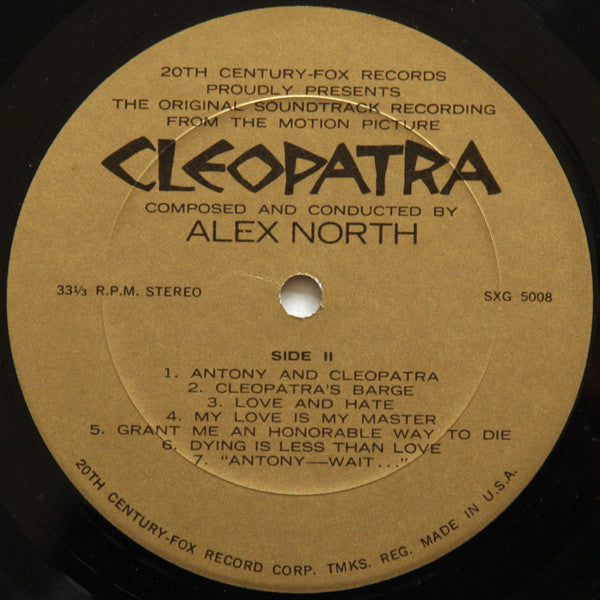 20TH CENTURY-FOX RECORDS
PROUDLY PRESENTS
THE ORIGINAL SOUNDTRACK RECORDING
FROM THE MOTION PICTURE
CLEOPATRA
COMPOSED AND CONDUCTED BY
ALEX NORTH
33⅓ R.P.M. STEREO
SXG 5008
SIDE II
1. ANTONY AND CLEOPATRA
2. CLEOPATRA'S BARGE
3. LOVE AND HATE
4. MY LOVE IS MY MASTER
5. GRANT ME AN HONORABLE WAY TO DIE
6. DYING IS LESS THAN LOVE
7. "ANTONY—WAIT..."
20TH CENTURY-FOX RECORD CORP. TMKS. REG. MADE IN U.S.A.